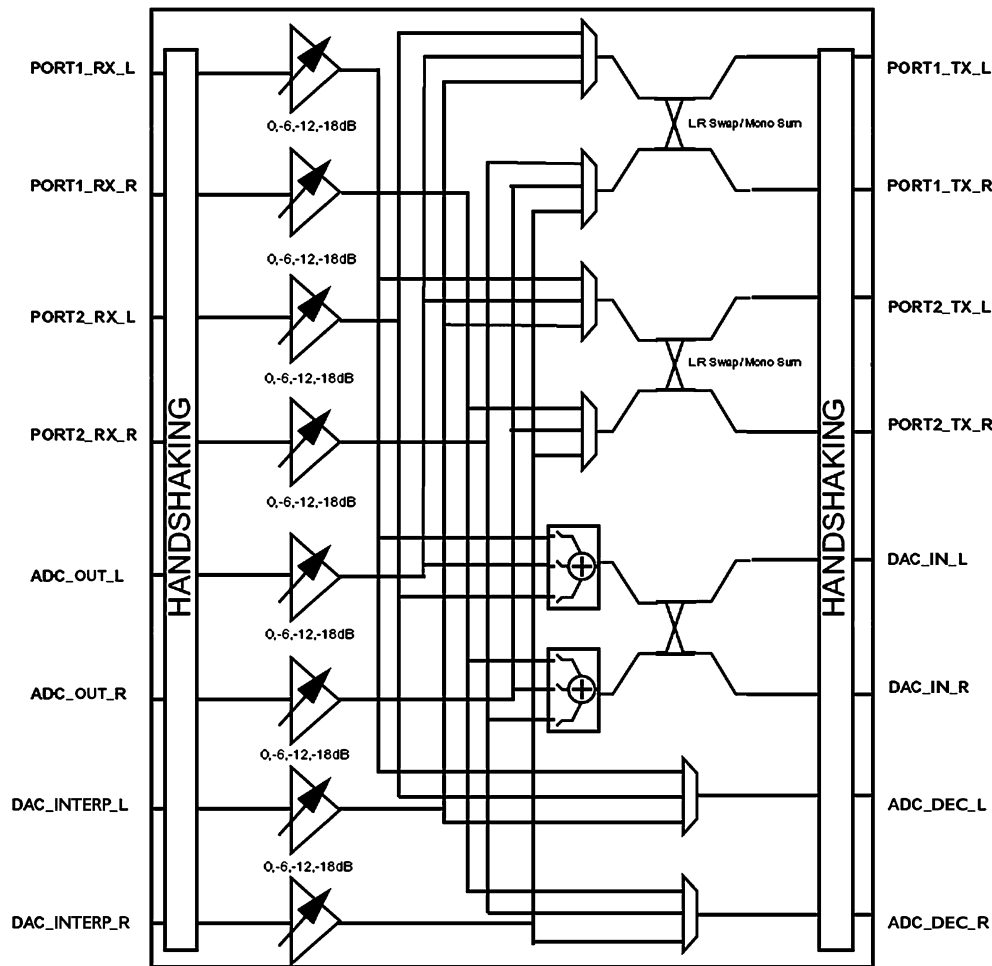 PORT1_RX_L
PORT1_RX_R
PORT2_RX_L
PORT2_RX_R
ADC_OUT_L
ADC_OUT_R
DAC_INTERP_L
DAC_INTERP_R
HANDSHAKING
0,-6,-12,-18dB
0,-6,-12,-18dB
0,-6,-12,-18dB
0,-6,-12,-18dB
0,-6,-12,-18dB
0,-6,-12,-18dB
0,-6,-12,-18dB
LR Swap/Mono Sum
LR Swap/Mono Sum
HANDSHAKING
PORT1_TX_L
PORT1_TX_R
PORT2_TX_L
PORT2_TX_R
DAC_IN_L
DAC_IN_R
ADC_DEC_L
ADC_DEC_R